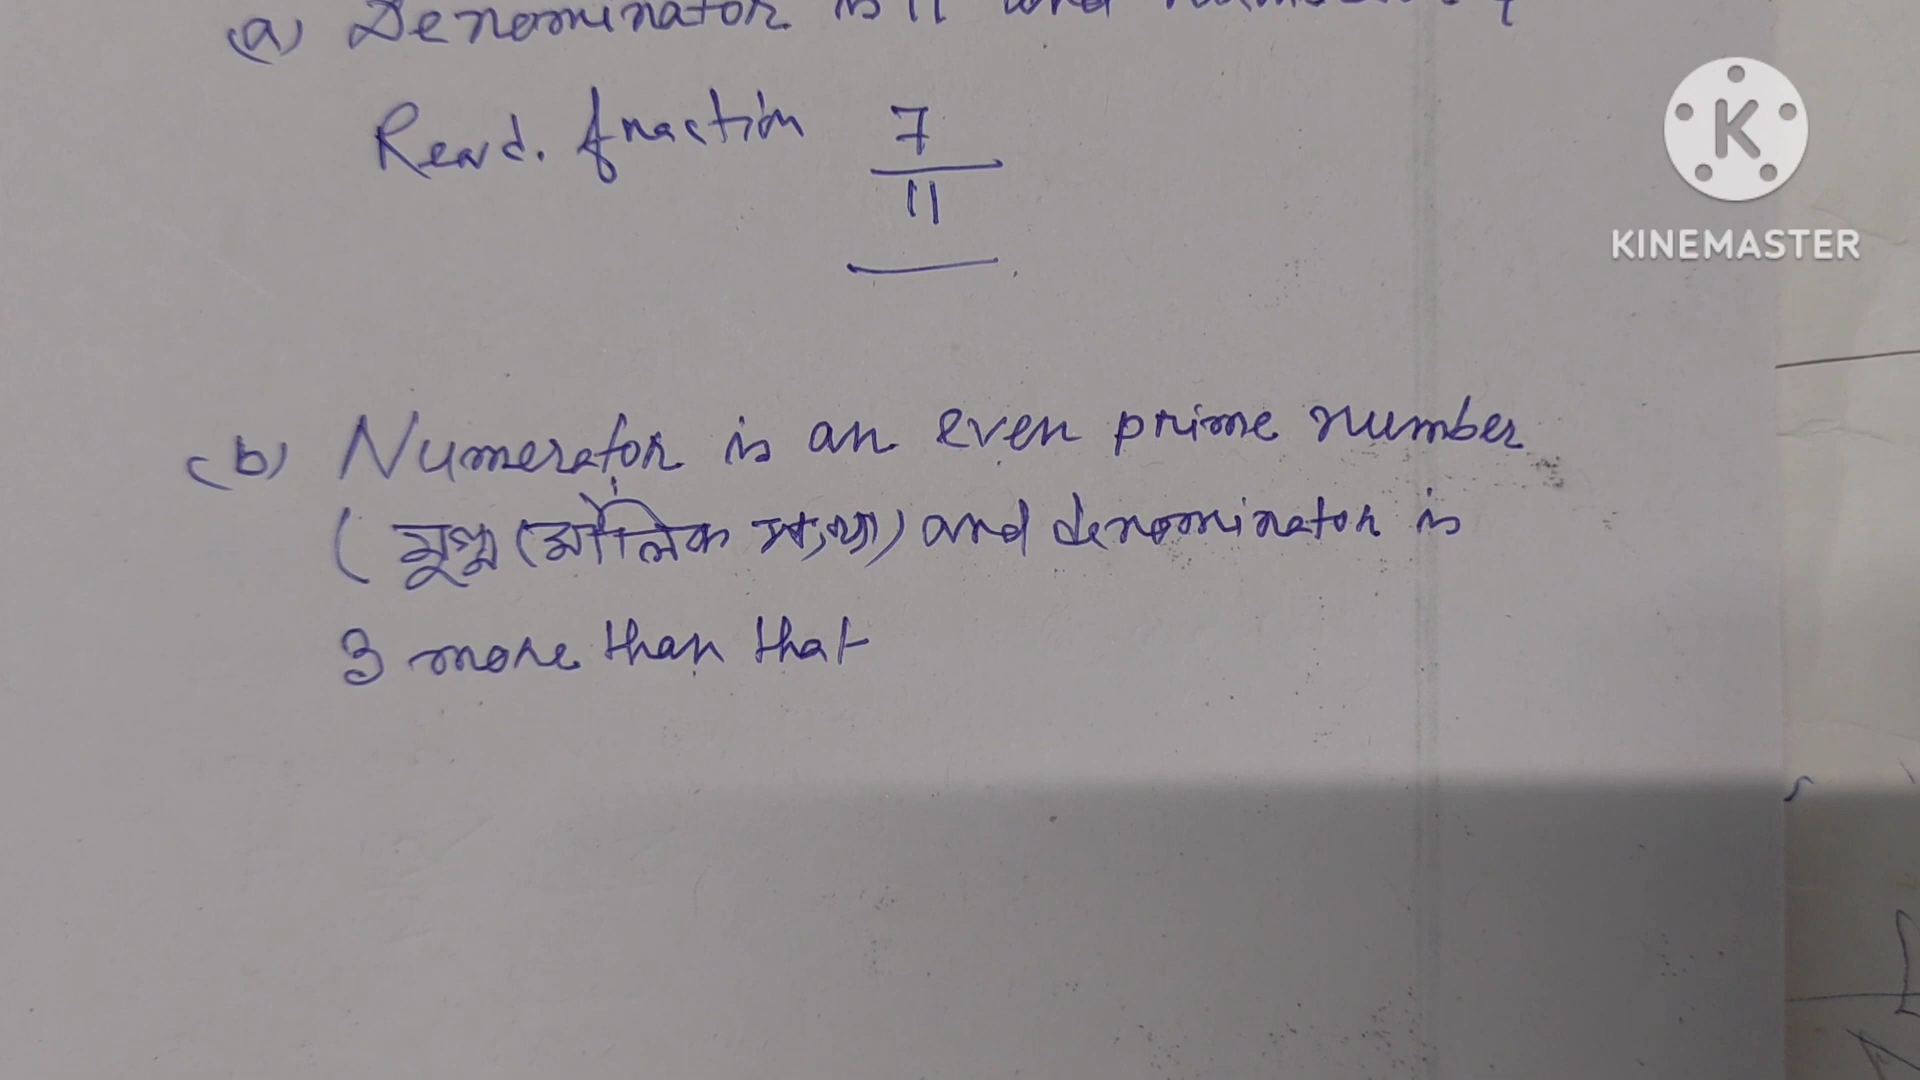 (a) Denominator is 11 and
Reqd. fraction 7
11
KINEMASTER
(b) Numerator is an even prime number
(যুগ্ম মৌলিক সংখ্যা) and denominator is
3 more than that